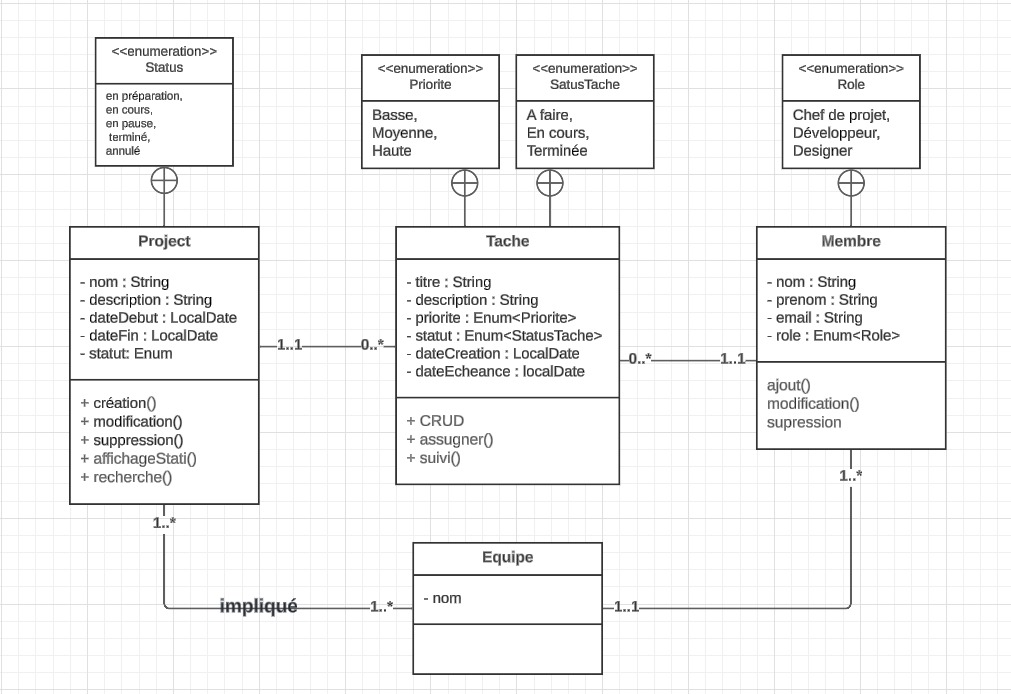 <<enumeration>>
Status
en préparation,
en cours,
en pause,
terminé,
annulé
<<enumeration>>
Priorite
Basse,
Moyenne,
Haute
<<enumeration>>
SatusTache
A faire,
En cours,
Terminée
<<enumeration>>
Role
Chef de projet,
Développeur,
Designer
Project
- nom : String
- description : String
- dateDebut : LocalDate
- dateFin : LocalDate
- statut: Enum
+ création()
+ modification()
+ suppression()
+ affichageStati()
+ recherche()
1..1
0..*
Tache
- titre : String
- description : String
- priorite : Enum<Priorite>
- statut : Enum<StatusTache>
- dateCreation : LocalDate
- dateEcheance : localDate
+ CRUD
+ assugner()
+ suivi()
0..*
1..1
Membre
- nom : String
- prenom : String
- email : String
- role : Enum<Role>
ajout()
modification()
supression
1..*
1..*
impliqué
1..*
Equipe
- nom
1..1